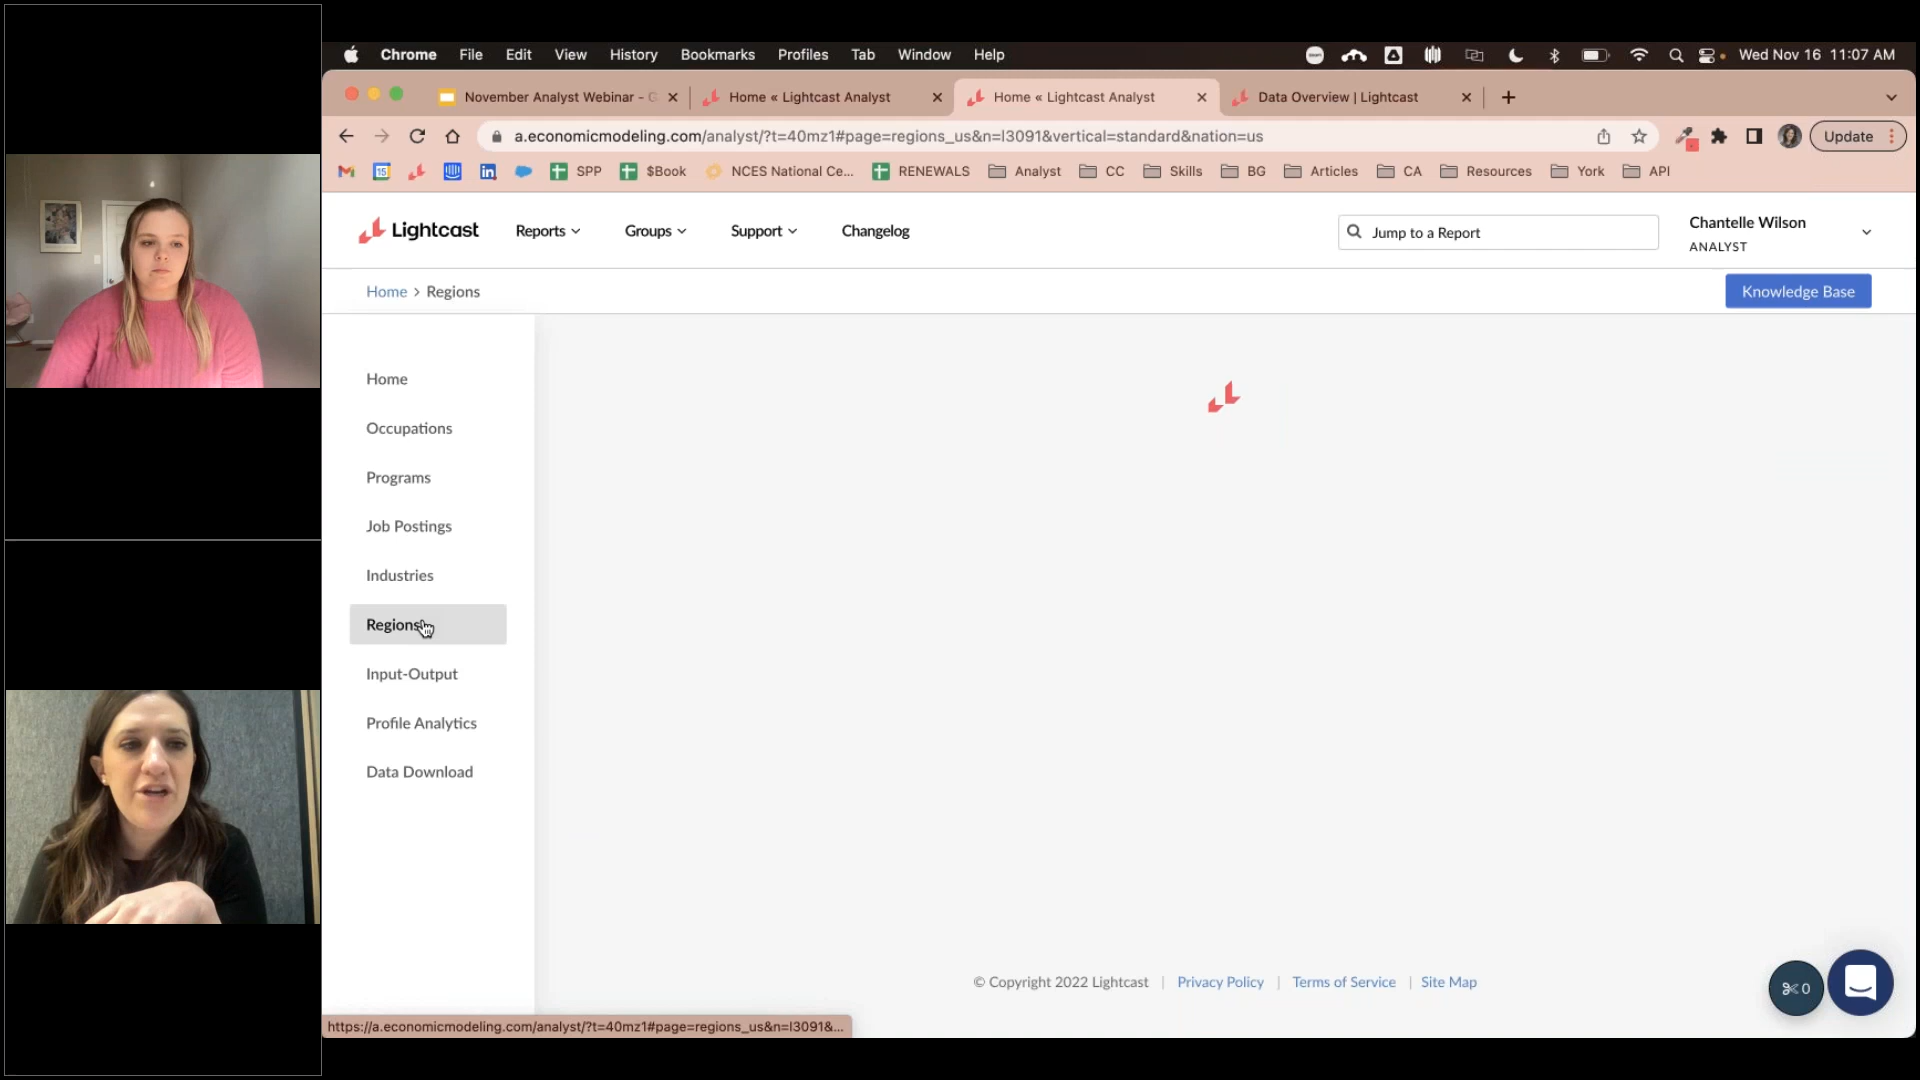 Chrome File Edit View History Bookmarks Profiles Tab Window Help Wed Nov 16 11:07 AM
November Analyst Webinar - G Home « Lightcast Analyst Home « Lightcast Analyst Data Overview | Lightcast
a.economicmodeling.com/analyst/?t=40mz1#page=regions_us&n=l3091&vertical=standard&nation=us Update
SPP $Book NCES National Ce... RENEWALS Analyst CC Skills BG Articles CA Resources York API
Lightcast Reports Groups Support Changelog Jump to a Report Chantelle Wilson
ANALYST
Home > Regions Knowledge Base
Home
Occupations
Programs
Job Postings
Industries
Regions
Input-Output
Profile Analytics
Data Download
© Copyright 2022 Lightcast | Privacy Policy | Terms of Service | Site Map
0
https://a.economicmodeling.com/analyst/?t=40mz1#page=regions_us&n=l3091&...